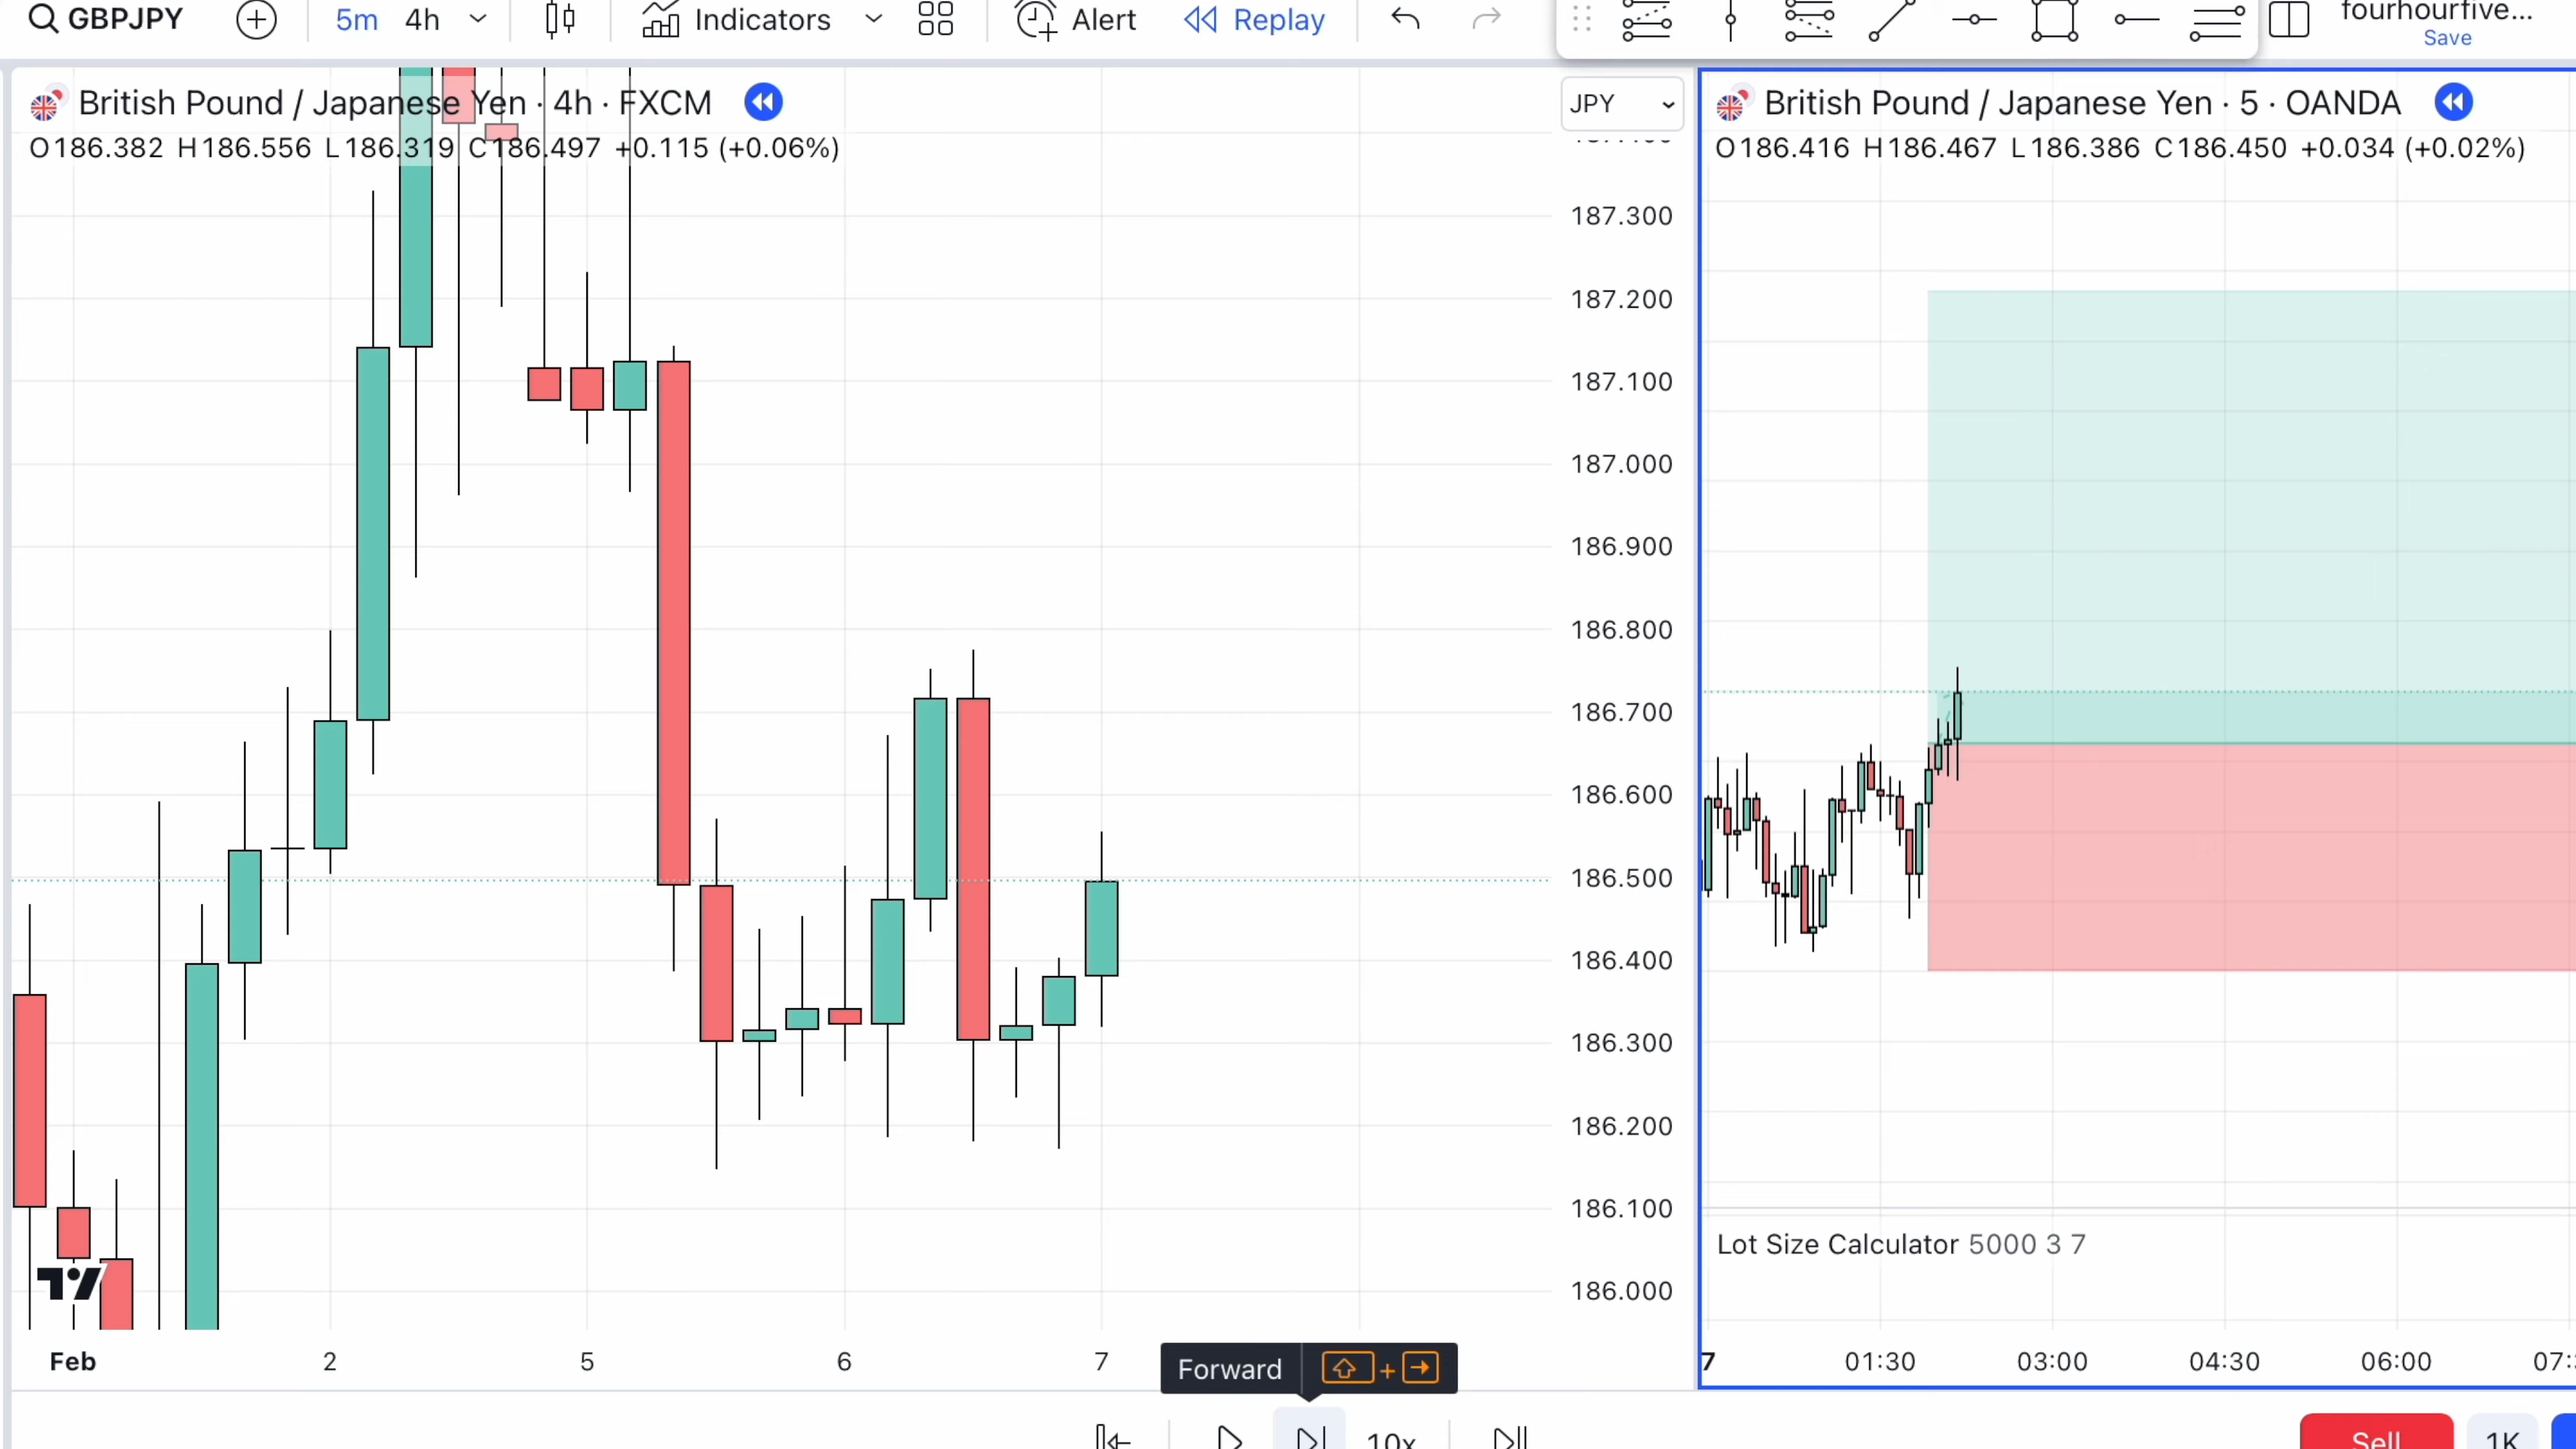 GBPJPY 5m 4h Indicators Alert Replay fourhourfive...
Save
British Pound / Japanese Yen · 4h · FXCM
O186.382 H186.556 L186.319 C186.497 +0.115 (+0.06%)
JPY
187.300
187.200
187.100
187.000
186.900
186.800
186.700
186.600
186.500
186.400
186.300
186.200
186.100
186.000
Feb 2 5 6 7
British Pound / Japanese Yen · 5 · OANDA
O186.416 H186.467 L186.386 C186.450 +0.034 (+0.02%)
Lot Size Calculator 5000 3 7
7 01:30 03:00 04:30 06:00
Forward +
10x
Sell 1K